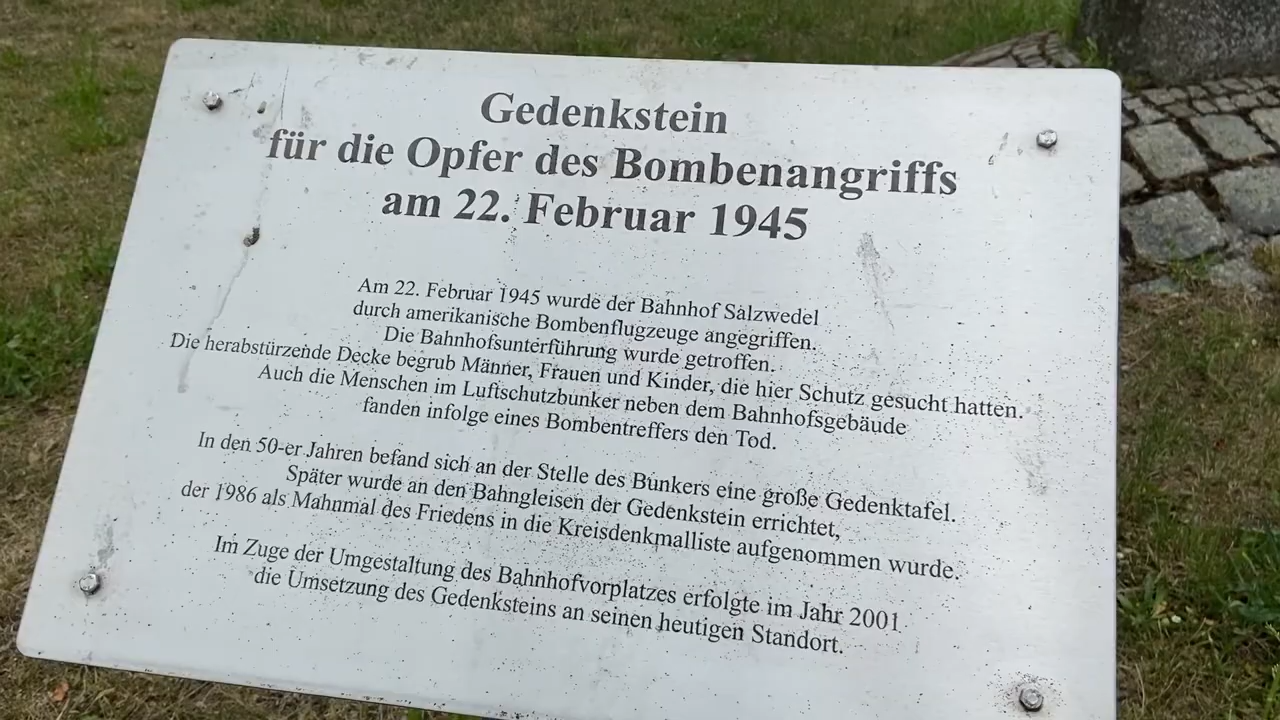 Gedenkstein
für die Opfer des Bombenangriffs
am 22. Februar 1945
Am 22. Februar 1945 wurde der Bahnhof Salzwedel
durch amerikanische Bombenflugzeuge angegriffen.
Die Bahnhofsunterführung wurde getroffen.
Die herabstürzende Decke begrub Männer, Frauen und Kinder, die hier Schutz gesucht hatten.
Auch die Menschen im Luftschutzbunker neben dem Bahnhofsgebäude
fanden infolge eines Bombentreffers den Tod.
In den 50-er Jahren befand sich an der Stelle des Bunkers eine große Gedenktafel.
Später wurde an den Bahngleisen der Gedenkstein errichtet,
der 1986 als Mahnmal des Friedens in die Kreisdenkmalliste aufgenommen wurde.
Im Zuge der Umgestaltung des Bahnhofvorplatzes erfolgte im Jahr 2001
die Umsetzung des Gedenksteins an seinen heutigen Standort.